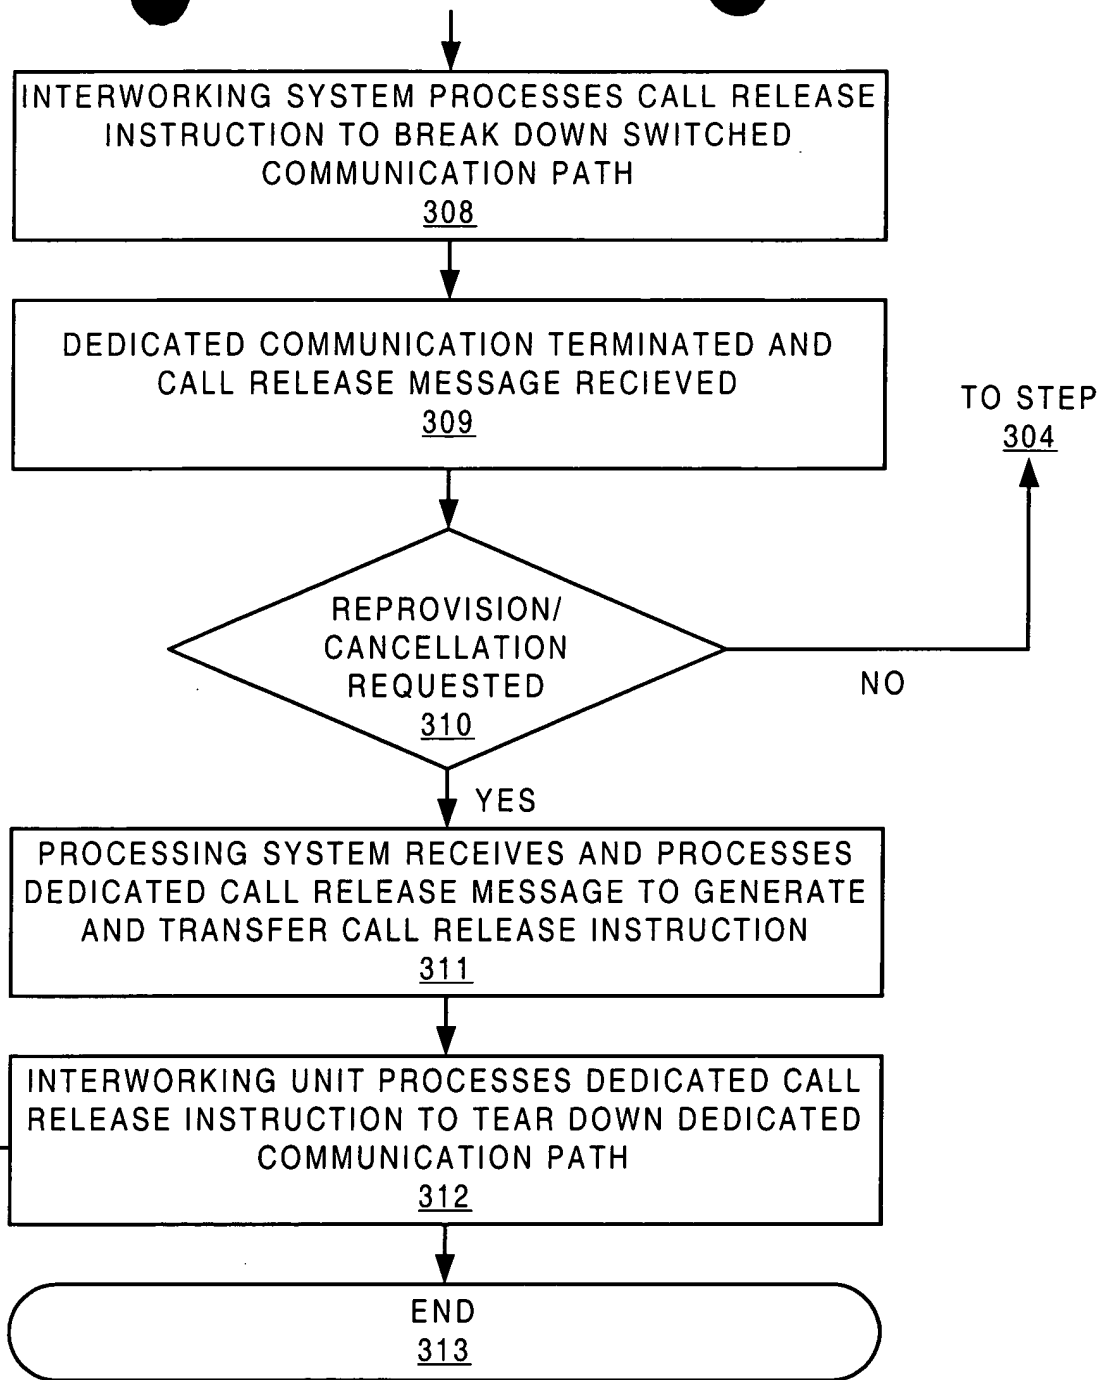 INTERWORKING SYSTEM PROCESSES CALL RELEASE
INSTRUCTION TO BREAK DOWN SWITCHED
COMMUNICATION PATH
308
DEDICATED COMMUNICATION TERMINATED AND
CALL RELEASE MESSAGE RECIEVED
309
TO STEP
304
REPROVISION/
CANCELLATION
REQUESTED
310
NO
YES
PROCESSING SYSTEM RECEIVES AND PROCESSES
DEDICATED CALL RELEASE MESSAGE TO GENERATE
AND TRANSFER CALL RELEASE INSTRUCTION
311
INTERWORKING UNIT PROCESSES DEDICATED CALL
RELEASE INSTRUCTION TO TEAR DOWN DEDICATED
COMMUNICATION PATH
312
END
313